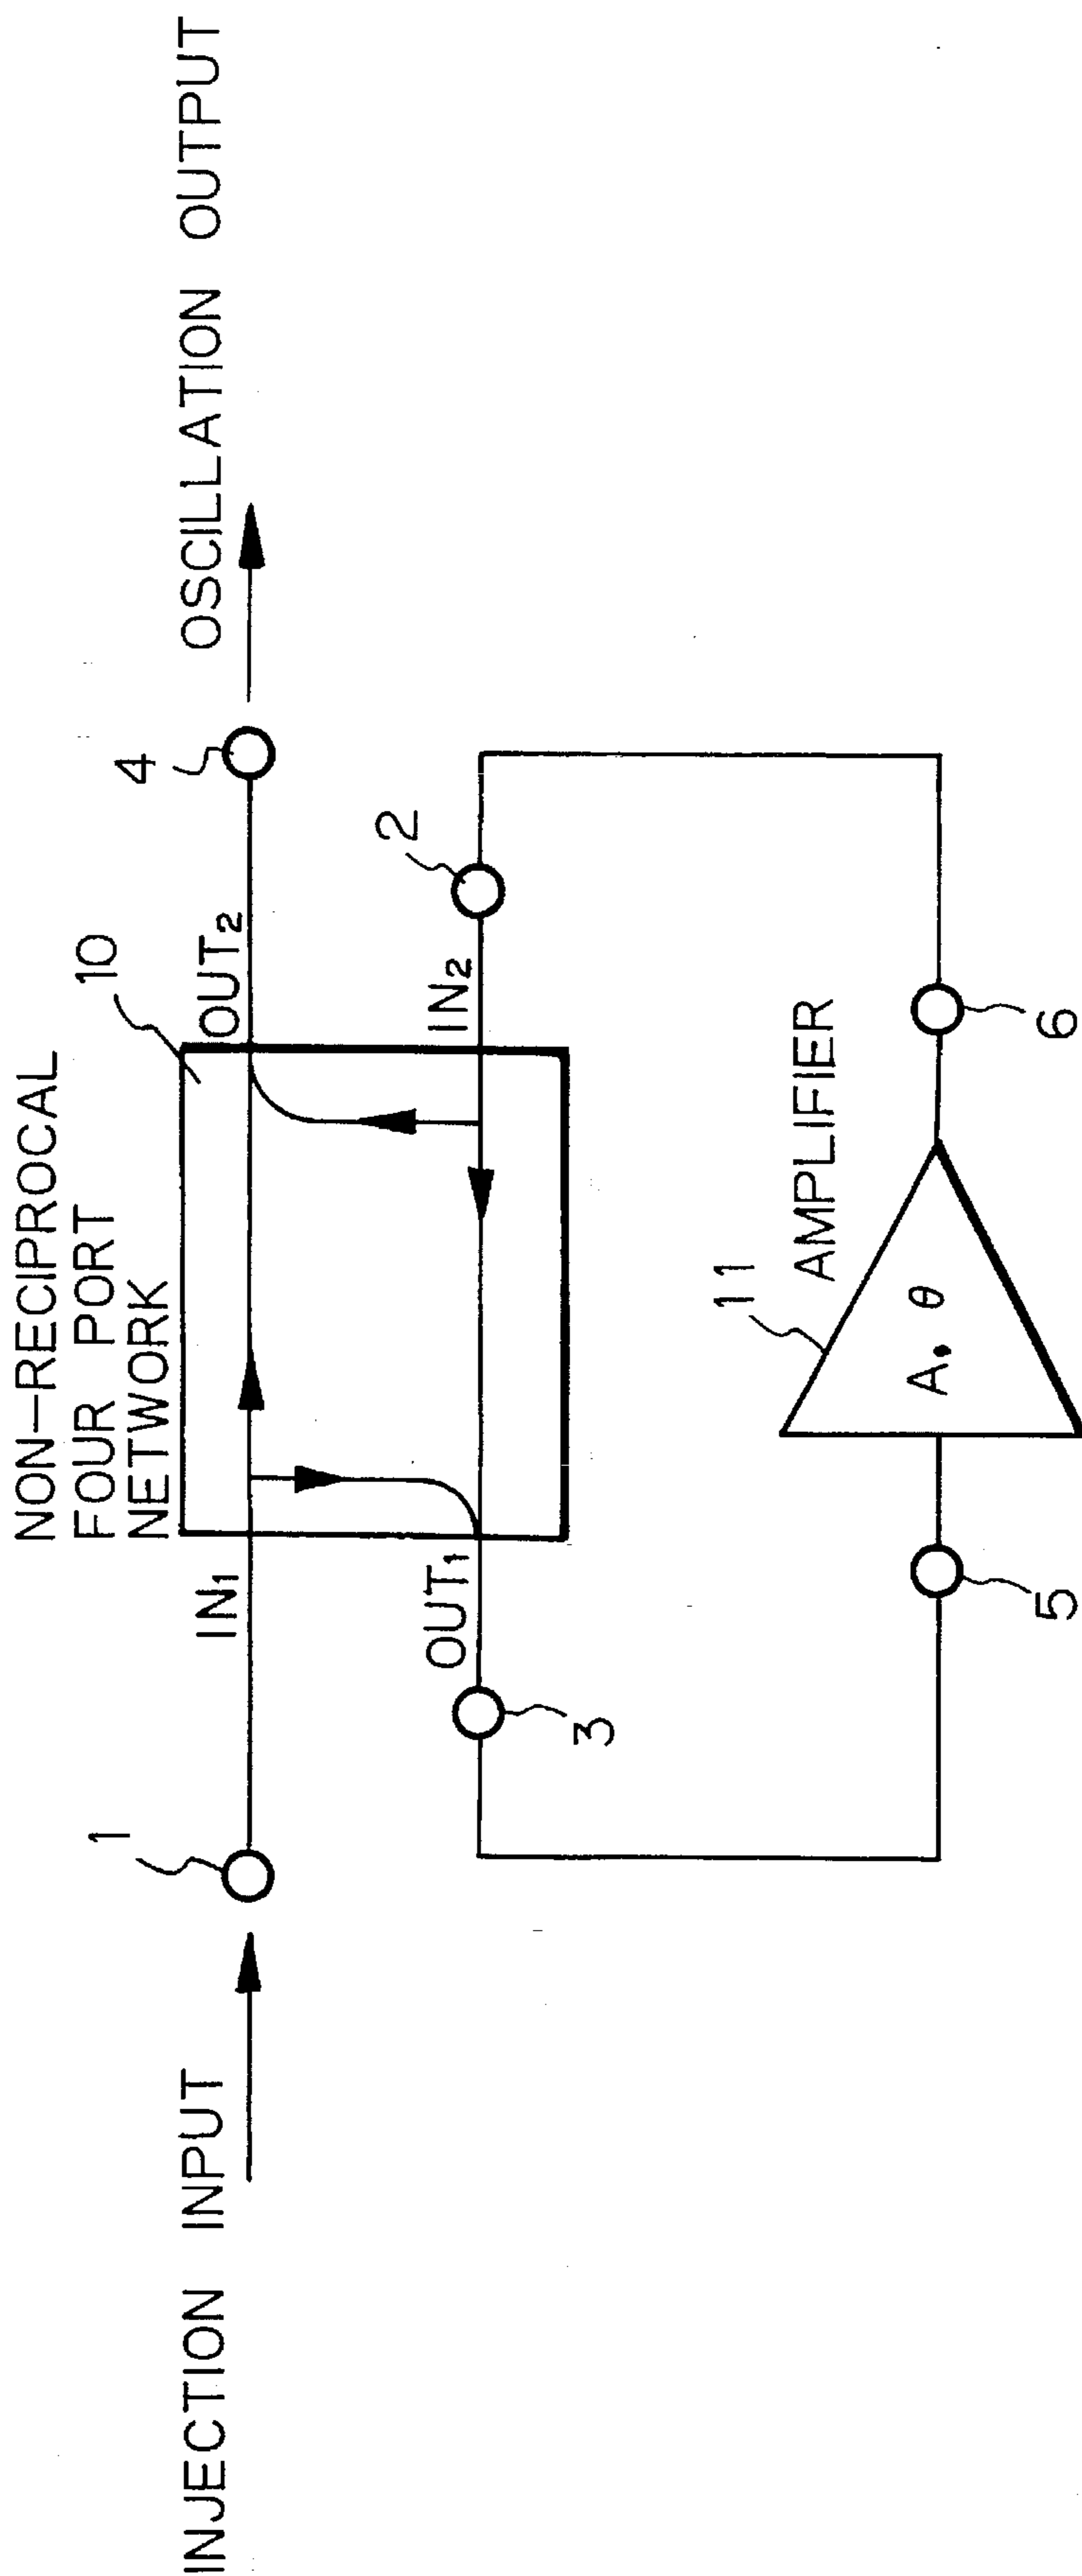 NON-RECIPROCAL
FOUR PORT
NETWORK
10
INJECTION INPUT
1
IN₁
OUT₂
4
OSCILLATION OUTPUT
OUT₁
3
IN₂
2
11
AMPLIFIER
A, θ
5
6